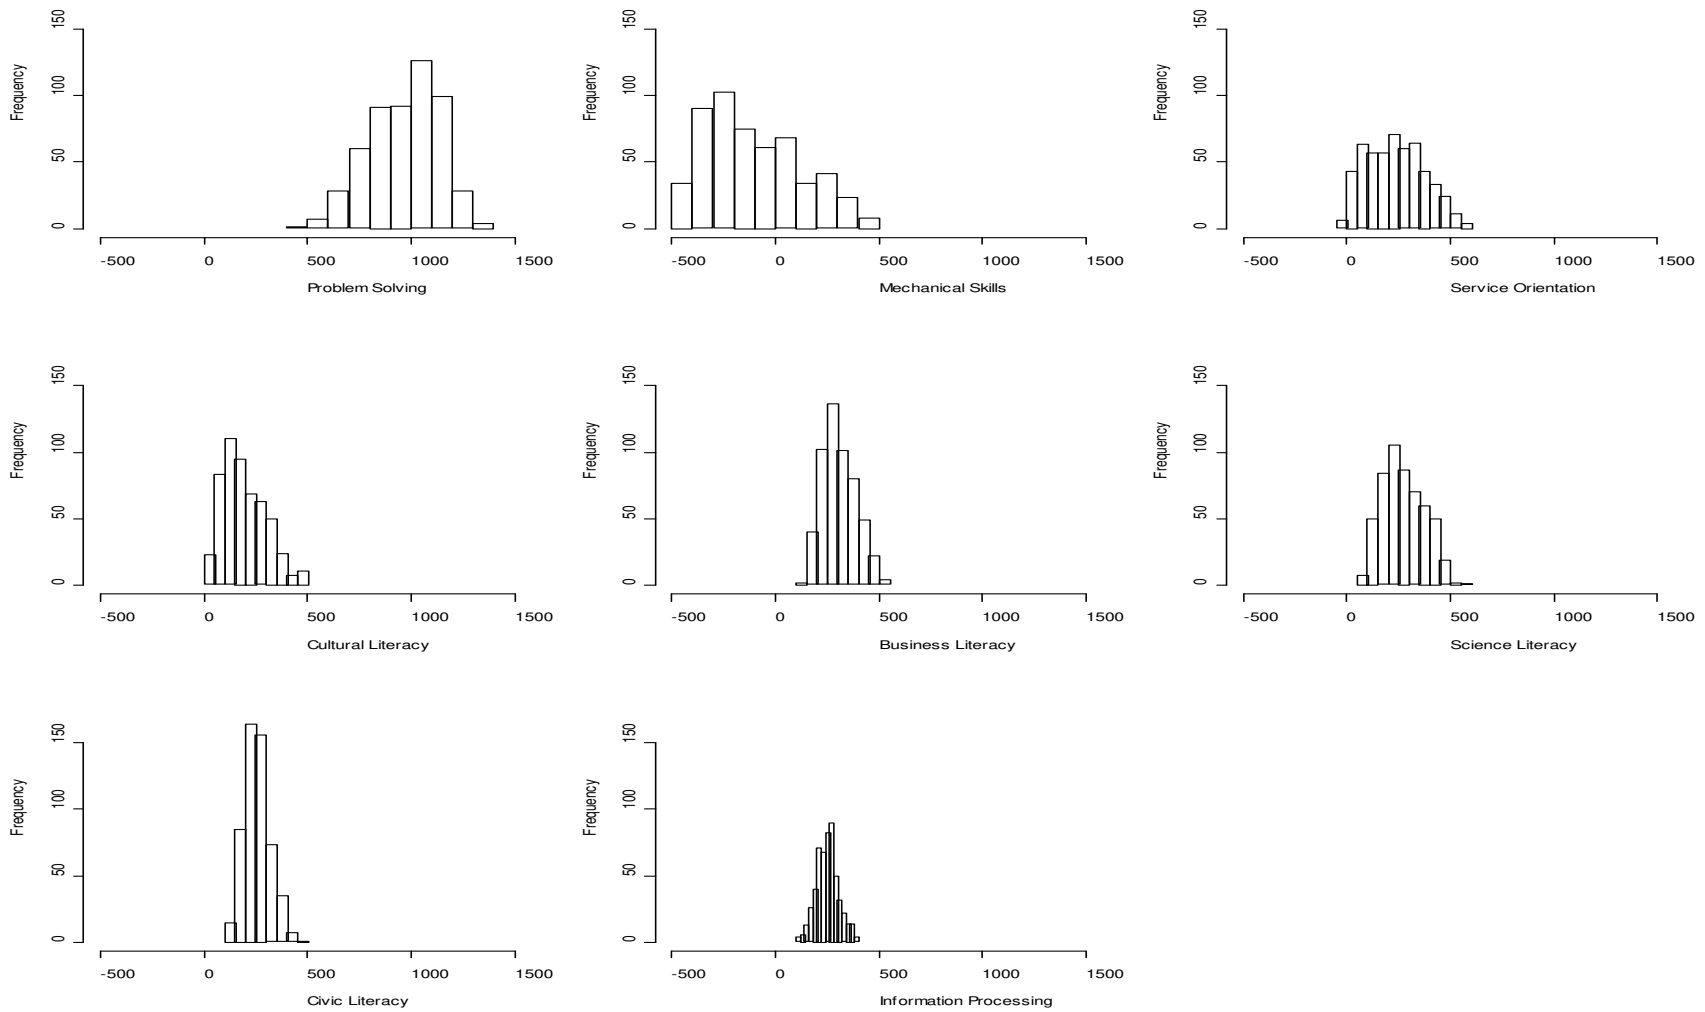 Frequency
0 50 100 150
-500 0 500 1000 1500
Problem Solving
Frequency
0 50 100 150
-500 0 500 1000 1500
Mechanical Skills
Frequency
0 50 100 150
-500 0 500 1000 1500
Service Orientation
Frequency
0 50 100 150
-500 0 500 1000 1500
Cultural Literacy
Frequency
0 50 100 150
-500 0 500 1000 1500
Business Literacy
Frequency
0 50 100 150
-500 0 500 1000 1500
Science Literacy
Frequency
0 50 100 150
-500 0 500 1000 1500
Civic Literacy
Frequency
0 50 100 150
-500 0 500 1000 1500
Information Processing